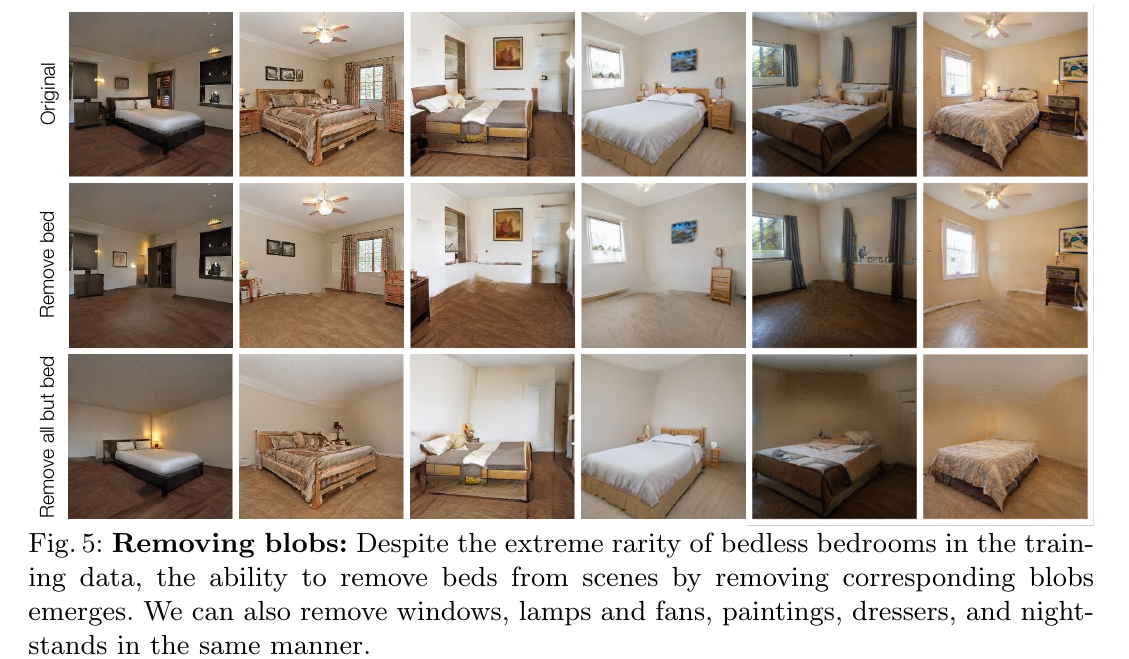 Original
Remove bed
Remove all but bed
Fig. 5: Removing blobs: Despite the extreme rarity of bedless bedrooms in the train-
ing data, the ability to remove beds from scenes by removing corresponding blobs
emerges. We can also remove windows, lamps and fans, paintings, dressers, and night-
stands in the same manner.